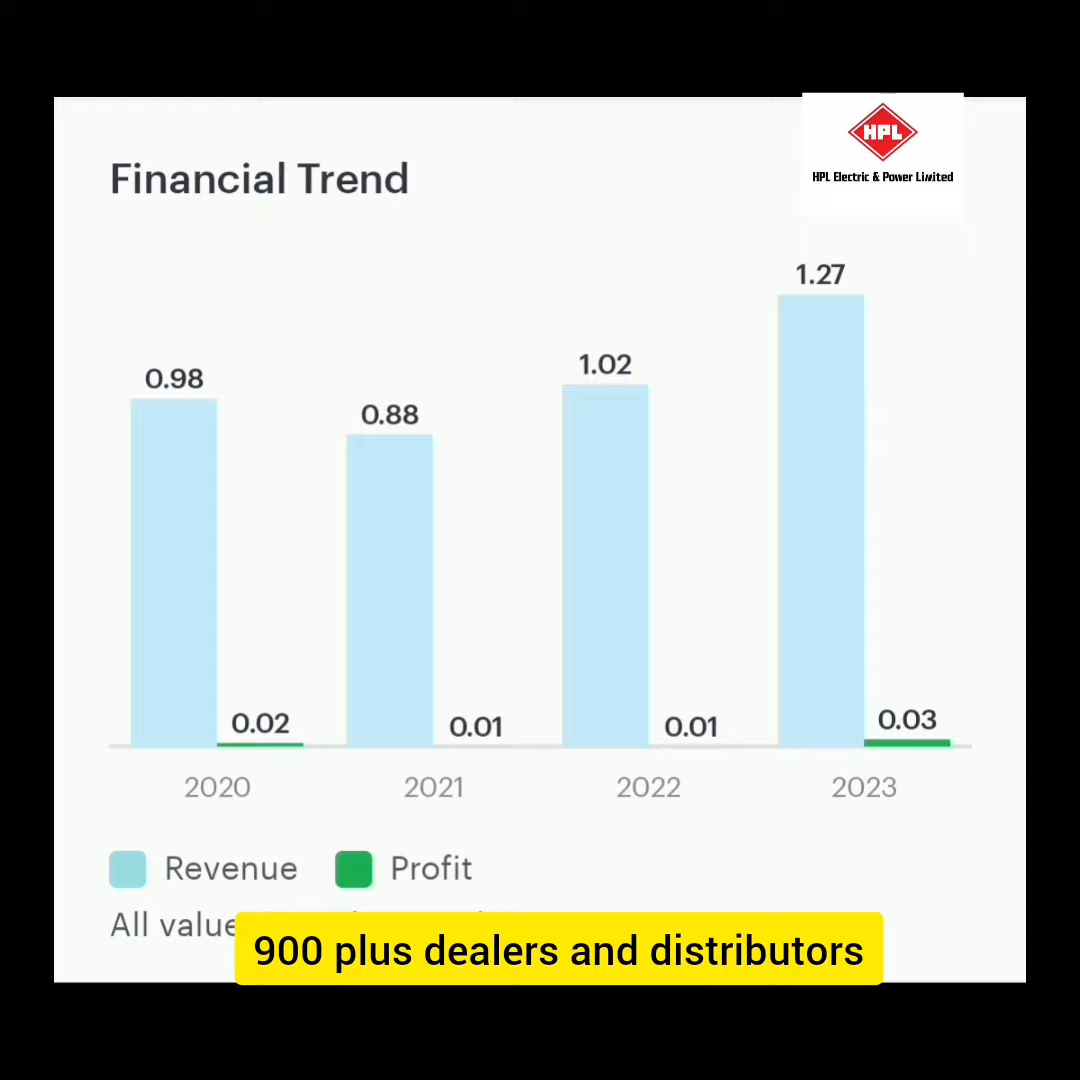 HPL
HPL Electric & Power Limited
Financial Trend
1.27
1.02
0.98
0.88
0.02
0.01
0.01
0.03
2020 2021 2022 2023
Revenue Profit
All value
900 plus dealers and distributors